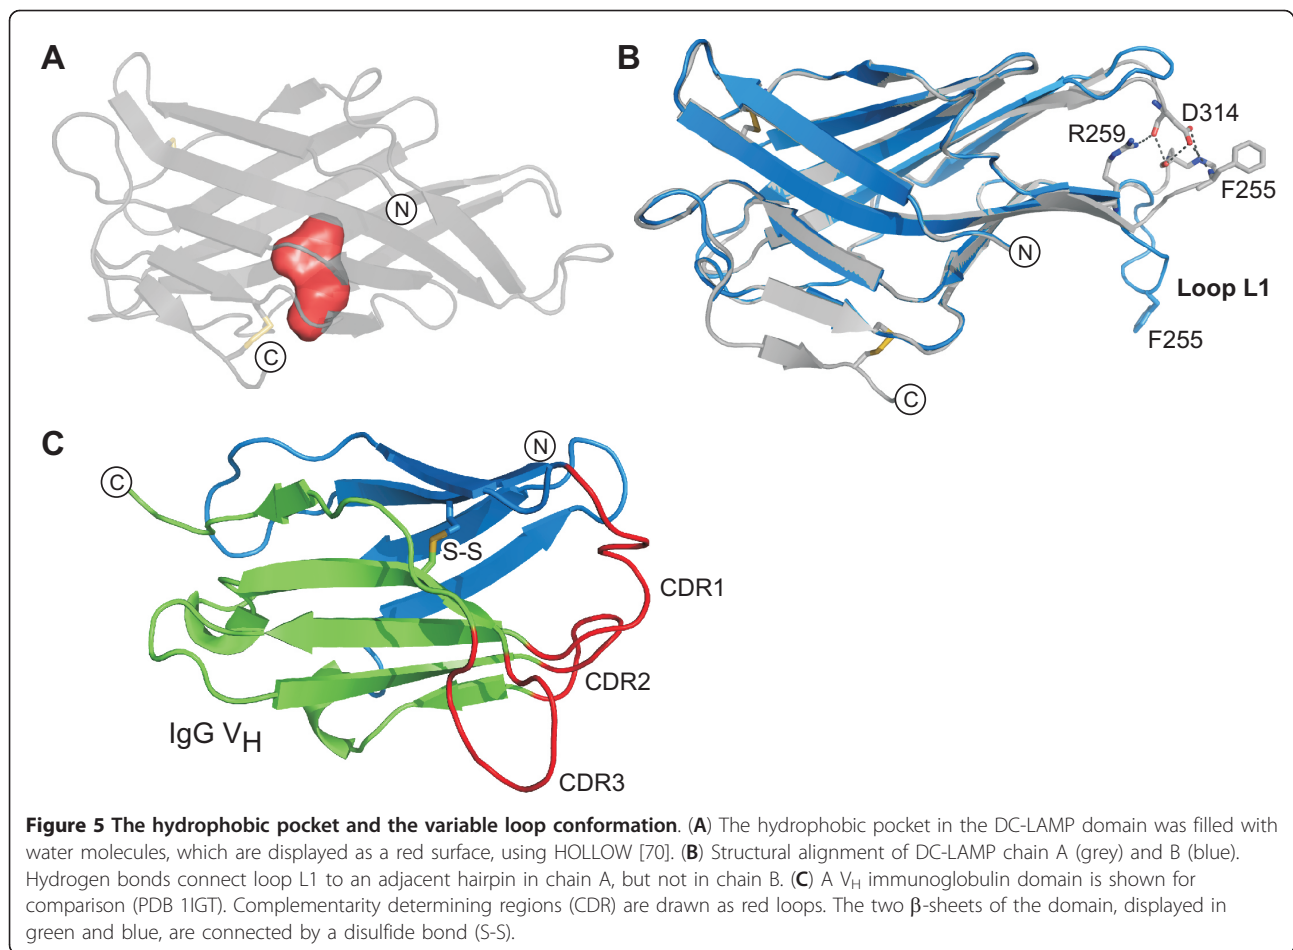 A
N
C
B
R259
D314
F255
N
Loop L1
F255
C
C
C
N
S-S
CDR1
CDR2
IgG VH
CDR3
Figure 5 The hydrophobic pocket and the variable loop conformation. (A) The hydrophobic pocket in the DC-LAMP domain was filled with
water molecules, which are displayed as a red surface, using HOLLOW [70]. (B) Structural alignment of DC-LAMP chain A (grey) and B (blue).
Hydrogen bonds connect loop L1 to an adjacent hairpin in chain A, but not in chain B. (C) A VH immunoglobulin domain is shown for
comparison (PDB 1IGT). Complementarity determining regions (CDR) are drawn as red loops. The two β-sheets of the domain, displayed in
green and blue, are connected by a disulfide bond (S-S).